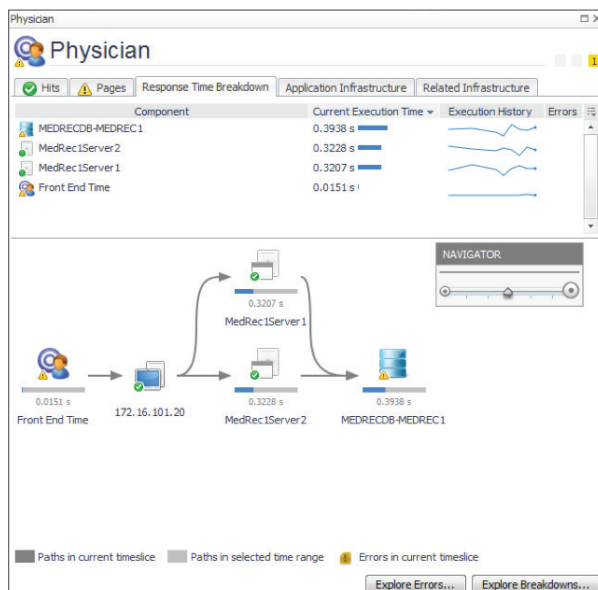 Physician
Physician
1
Hits Pages Response Time Breakdown Application Infrastructure Related Infrastructure
Component Current Execution Time Execution History Errors
MEDRECDB-MEDREC1 0.3938 s
MedRec1Server2 0.3228 s
MedRec1Server1 0.3207 s
Front End Time 0.0151 s
NAVIGATOR
0.3207 s
MedRec1Server1
0.0151 s
Front End Time
172.16.101.20
0.3228 s
MedRec1Server2
0.3938 s
MEDRECDB-MEDREC1
Paths in current timeslice Paths in selected time range Errors in current timeslice
Explore Errors... Explore Breakdowns...